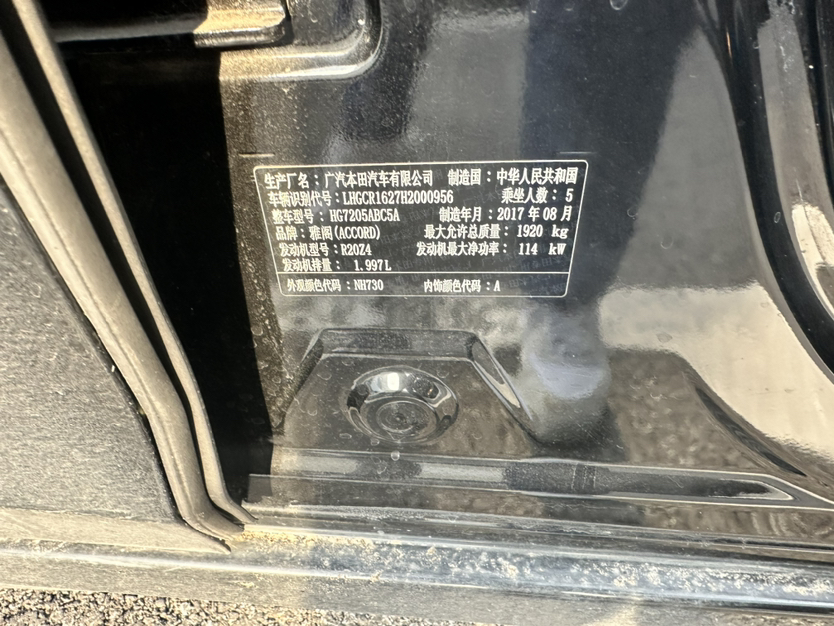 生产厂名：广汽本田汽车有限公司 制造国：中华人民共和国
车辆识别代号：LHGCR1627H2000956 乘坐人数：5
整车型号：HG7205ABC5A 制造年月：2017 年 08 月
品牌：雅阁(ACCORD) 最大允许总质量：1920 kg
发动机型号：R20Z4 发动机最大净功率：114 kW
发动机排量：1.997L
外观颜色代码：NH730 内饰颜色代码：A